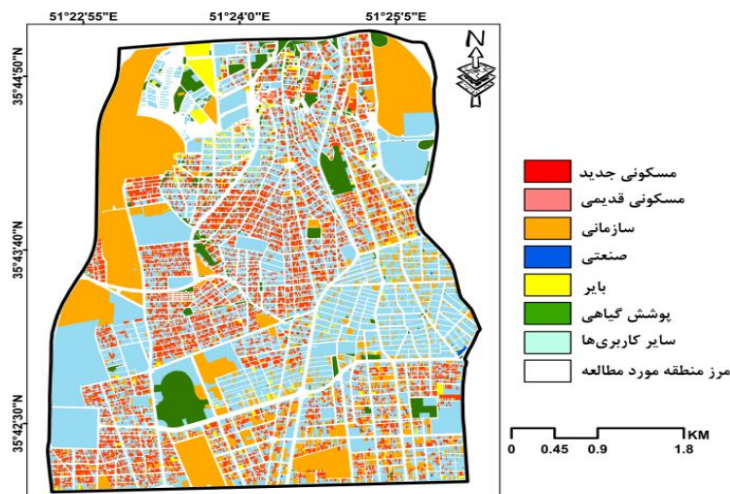 51°22'55"E
51°24'0"E
51°25'5"E
35°44'50"N
35°43'40"N
35°42'30"N
N
مسکونی جدید
مسکونی قدیمی
سازمانی
صنعتی
بایر
پوشش گیاهی
سایر کاربری‌ها
مرز منطقه مورد مطالعه
KM
0 0.45 0.9 1.8